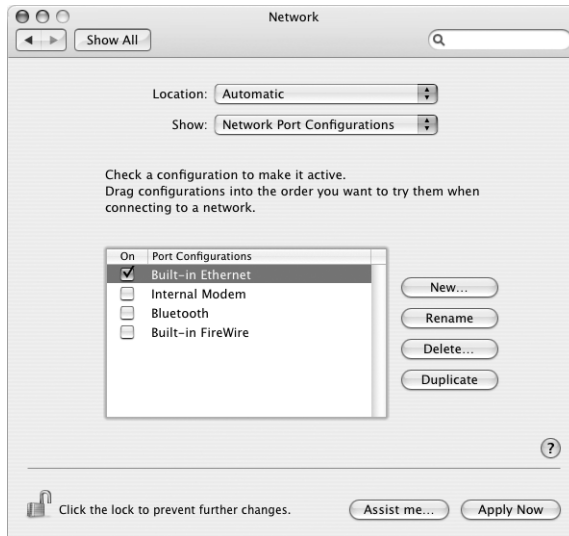 Network
Show All
Location: Automatic
Show: Network Port Configurations
Check a configuration to make it active.
Drag configurations into the order you want to try them when
connecting to a network.
On Port Configurations
Built-in Ethernet
Internal Modem
Bluetooth
Built-in FireWire
New...
Rename
Delete...
Duplicate
?
Click the lock to prevent further changes.
Assist me...
Apply Now